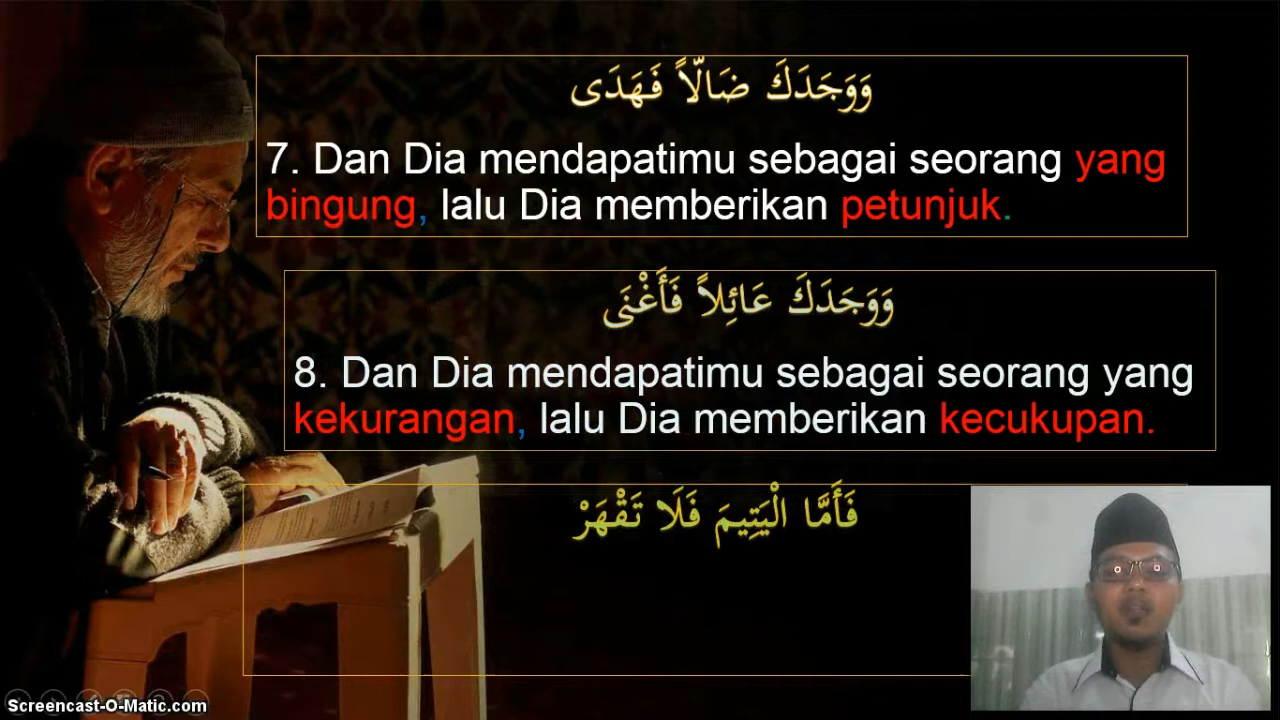 وَوَجَدَكَ ضَالّاً فَهَدَى
7. Dan Dia mendapatimu sebagai seorang yang
bingung, lalu Dia memberikan petunjuk.
وَوَجَدَكَ عَائِلاً فَأَغْنَى
8. Dan Dia mendapatimu sebagai seorang yang
kekurangan, lalu Dia memberikan kecukupan.
فَأَمَّا الْيَتِيمَ فَلَا تَقْهَرْ
Screencast-O-Matic.com